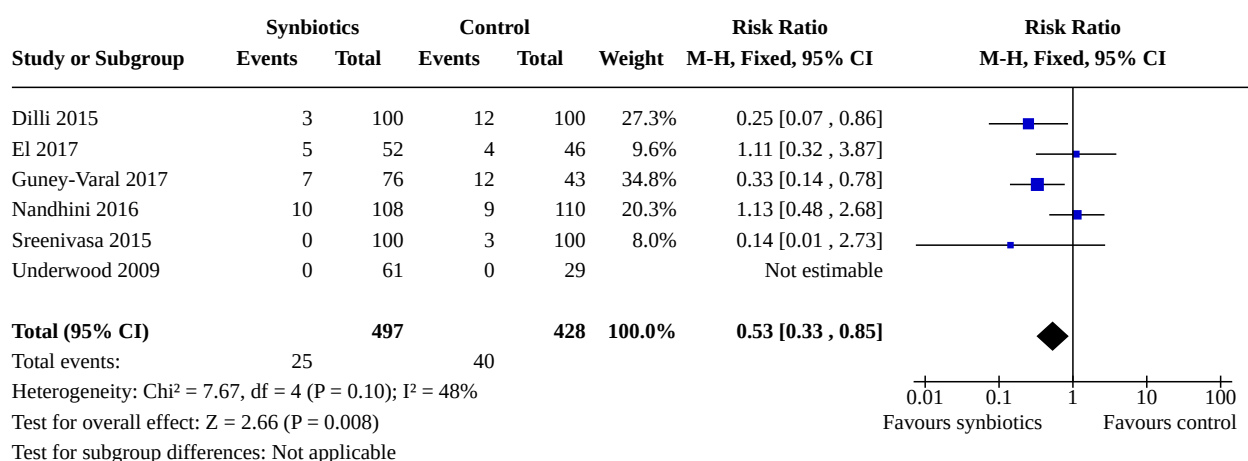 Synbiotics Control Risk Ratio Risk Ratio
Study or Subgroup Events Total Events Total Weight M-H, Fixed, 95% CI M-H, Fixed, 95% CI
Dilli 2015 3 100 12 100 27.3% 0.25 [0.07 , 0.86]
El 2017 5 52 4 46 9.6% 1.11 [0.32 , 3.87]
Guney-Varal 2017 7 76 12 43 34.8% 0.33 [0.14 , 0.78]
Nandhini 2016 10 108 9 110 20.3% 1.13 [0.48 , 2.68]
Sreenivasa 2015 0 100 3 100 8.0% 0.14 [0.01 , 2.73]
Underwood 2009 0 61 0 29 Not estimable
Total (95% CI) 497 428 100.0% 0.53 [0.33 , 0.85]
Total events: 25 40
Heterogeneity: Chi² = 7.67, df = 4 (P = 0.10); I² = 48% 0.01 0.1 1 10 100
Test for overall effect: Z = 2.66 (P = 0.008) Favours synbiotics Favours control
Test for subgroup differences: Not applicable